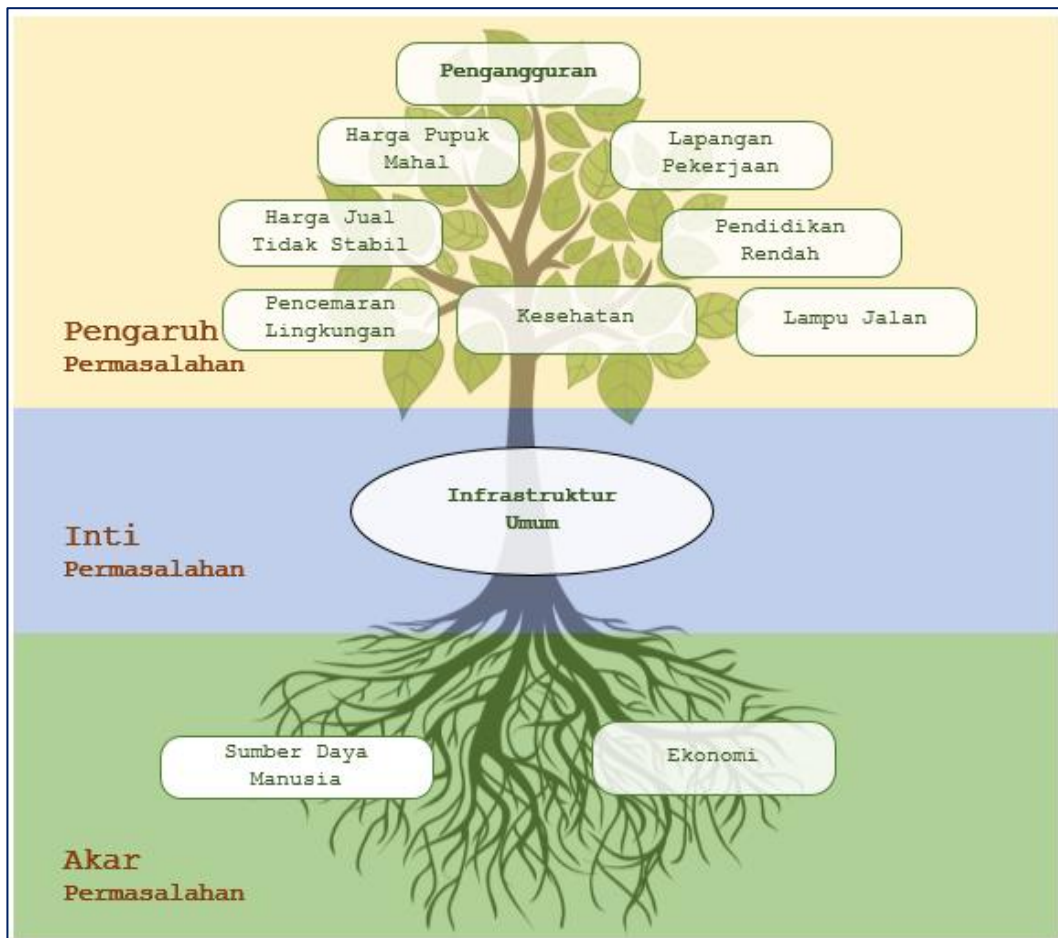 Pengangguran
Harga Pupuk
Mahal
Lapangan
Pekerjaan
Harga Jual
Tidak Stabil
Pendidikan
Rendah
Pencemaran
Lingkungan
Kesehatan
Lampu Jalan
Pengaruh
Permasalahan
Infrastruktur
Umum
Inti
Permasalahan
Sumber Daya
Manusia
Ekonomi
Akar
Permasalahan